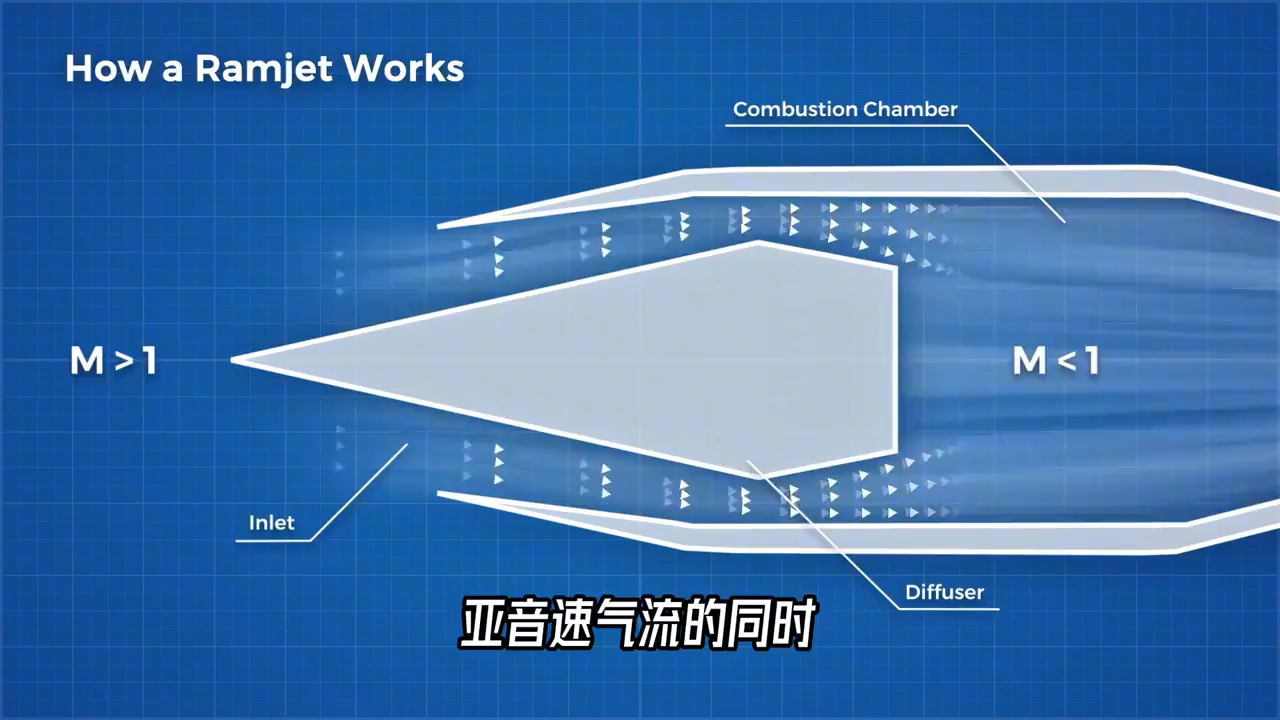 How a Ramjet Works
Combustion Chamber
M > 1
M < 1
Inlet
Diffuser
亚音速气流的同时